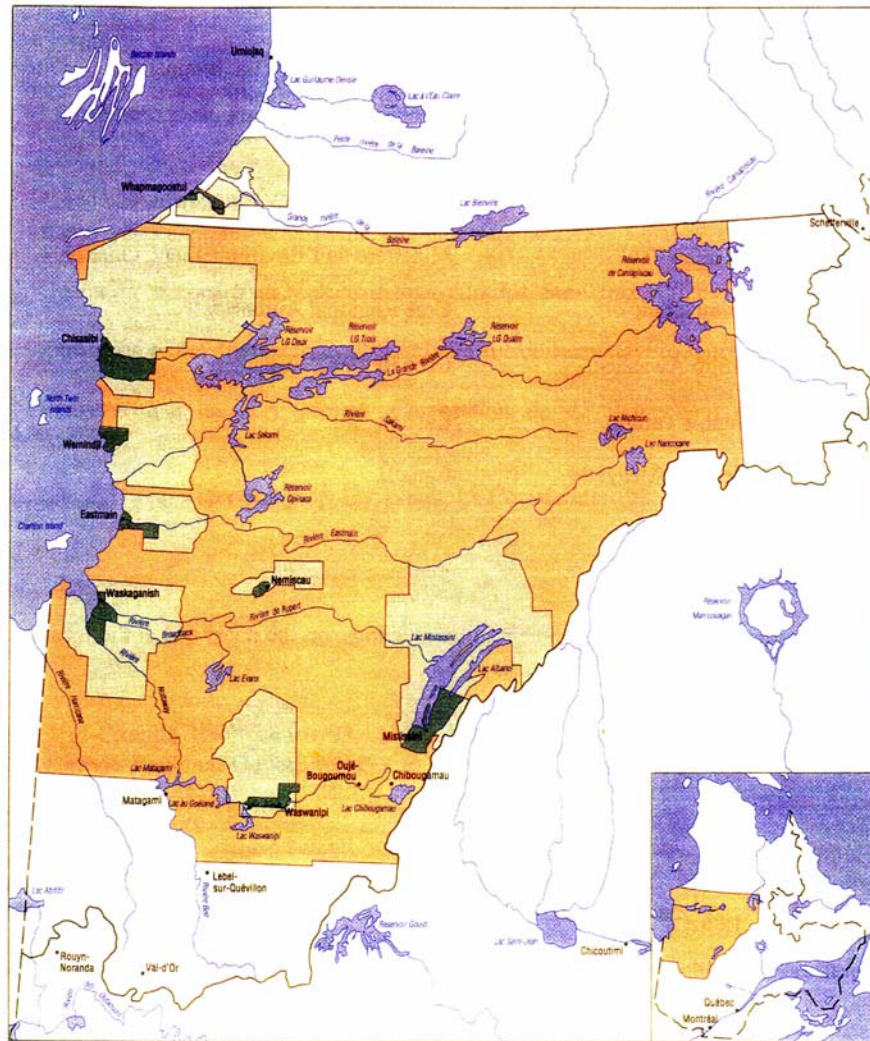 Belcher Islands
Umiujaq
Lac Guillaume-Delisle
Lac à l'Eau Claire
Petite rivière de la Baleine
Whapmagoostui
Lac Bienville
Grande rivière de la
Baleine
Rivière Caniapiscau
Schefferville
Réservoir
de Caniapiscau
Chisasibi
Réservoir
LG Deux
Réservoir
LG Trois
Réservoir
LG Quatre
La Grande Rivière
North Twin
Islands
Wemindji
Lac Sakami
Rivière
Sakami
Lac Nichicun
Lac Naococane
Réservoir
Opinaca
Eastmain
Charlton Island
Rivière Eastmain
Nemiscau
Waskaganish
Rivière
Broadback
Rivière de Rupert
Rivière
Nottaway
Rivière Harricana
Lac Mistassini
Lac Albanel
Lac Evans
Réservoir
Manicouagan
Mistissini
Oujé-
Bougoumou
Chibougamau
Lac Matagami
Matagami
Lac au Goéland
Waswanipi
Lac Chibougamau
Lac Waswanipi
Lebel-
sur-Quévillon
Rivière Bell
Lac Abitibi
Réservoir Gouin
Lac Saint-Jean
Chicoutimi
Rouyn-
Noranda
Val-d'Or
Québec
Montréal